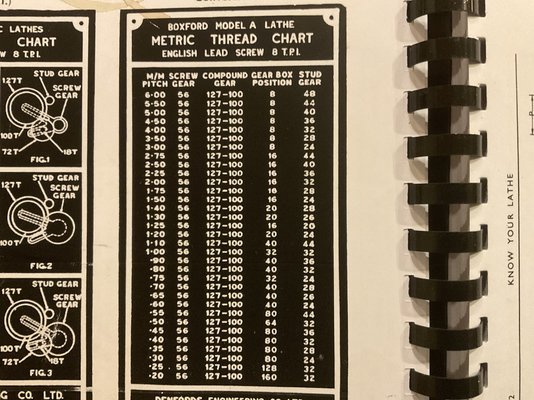 C LATHES
CHART
W 8 T.P.I.
STUD GEAR
127T
SCREW
GEAR
100T
72T
18T
FIG.1
STUD GEAR
127T
SCREW
GEAR
100T
FIG.2
STUD GEAR
127T
SCREW
GEAR
100T
72T
18T
FIG.3
G CO. LTD.
BOXFORD MODEL A LATHE
METRIC THREAD CHART
ENGLISH LEAD SCREW 8 T.P.I.
M/M PITCH SCREW GEAR COMPOUND GEAR GEAR BOX POSITION STUD GEAR
6·00 56 127-100 8 48
5·50 56 127-100 8 44
5·00 56 127-100 8 40
4·50 56 127-100 8 36
4·00 56 127-100 8 32
3·50 56 127-100 8 28
3·00 56 127-100 8 24
2·75 56 127-100 16 44
2·50 56 127-100 16 40
2·25 56 127-100 16 36
2·00 56 127-100 16 32
1·75 56 127-100 16 28
1·50 56 127-100 16 24
1·40 56 127-100 20 28
1·30 56 127-100 20 26
1·25 56 127-100 16 20
1·20 56 127-100 20 24
1·10 56 127-100 40 44
1·00 56 127-100 32 32
·90 56 127-100 40 36
·80 56 127-100 40 32
·75 56 127-100 32 24
·70 56 127-100 40 28
·65 56 127-100 40 26
·60 56 127-100 40 24
·55 56 127-100 80 44
·50 56 127-100 64 32
·45 56 127-100 80 36
·40 56 127-100 80 32
·35 56 127-100 80 28
·30 56 127-100 80 24
·25 56 127-100 128 32
·20 56 127-100 160 32
DENFORDS ENGINEERING CO. LTD.
KNOW YOUR LATHE